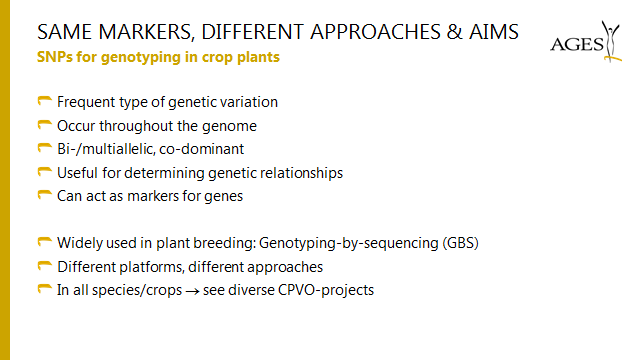 SAME MARKERS, DIFFERENT APPROACHES & AIMS
AGES
SNPs for genotyping in crop plants
Frequent type of genetic variation
Occur throughout the genome
Bi-/multiallelic, co-dominant
Useful for determining genetic relationships
Can act as markers for genes
Widely used in plant breeding: Genotyping-by-sequencing (GBS)
Different platforms, different approaches
In all species/crops → see diverse CPVO-projects